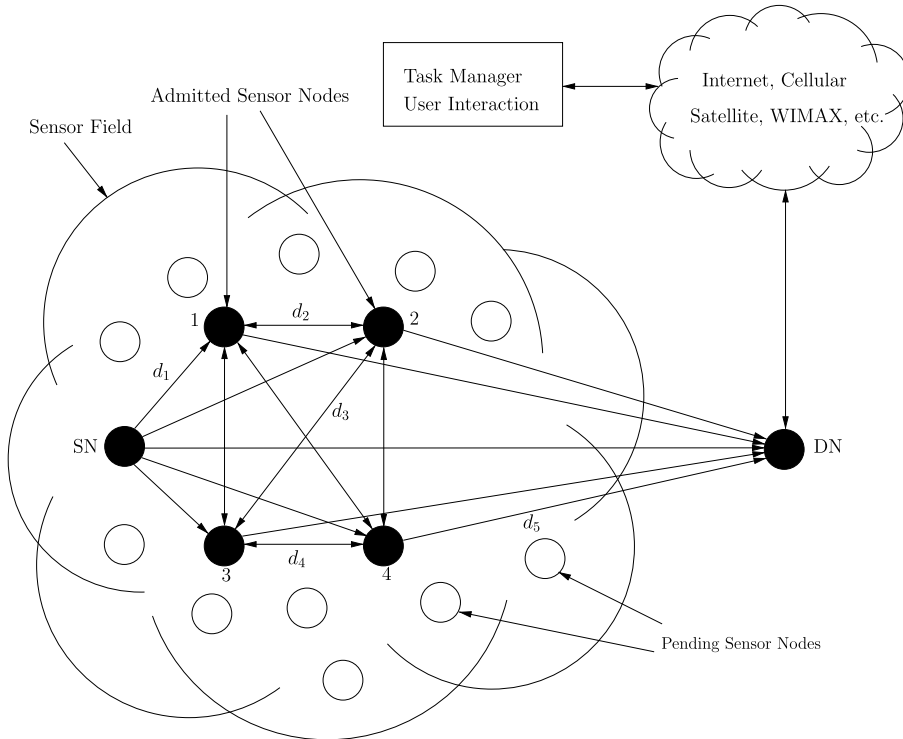 Task Manager
User Interaction
Internet, Cellular
Satellite, WIMAX, etc.
Admitted Sensor Nodes
Sensor Field
1
d2
2
d1
d3
SN
DN
d5
d4
3
4
Pending Sensor Nodes